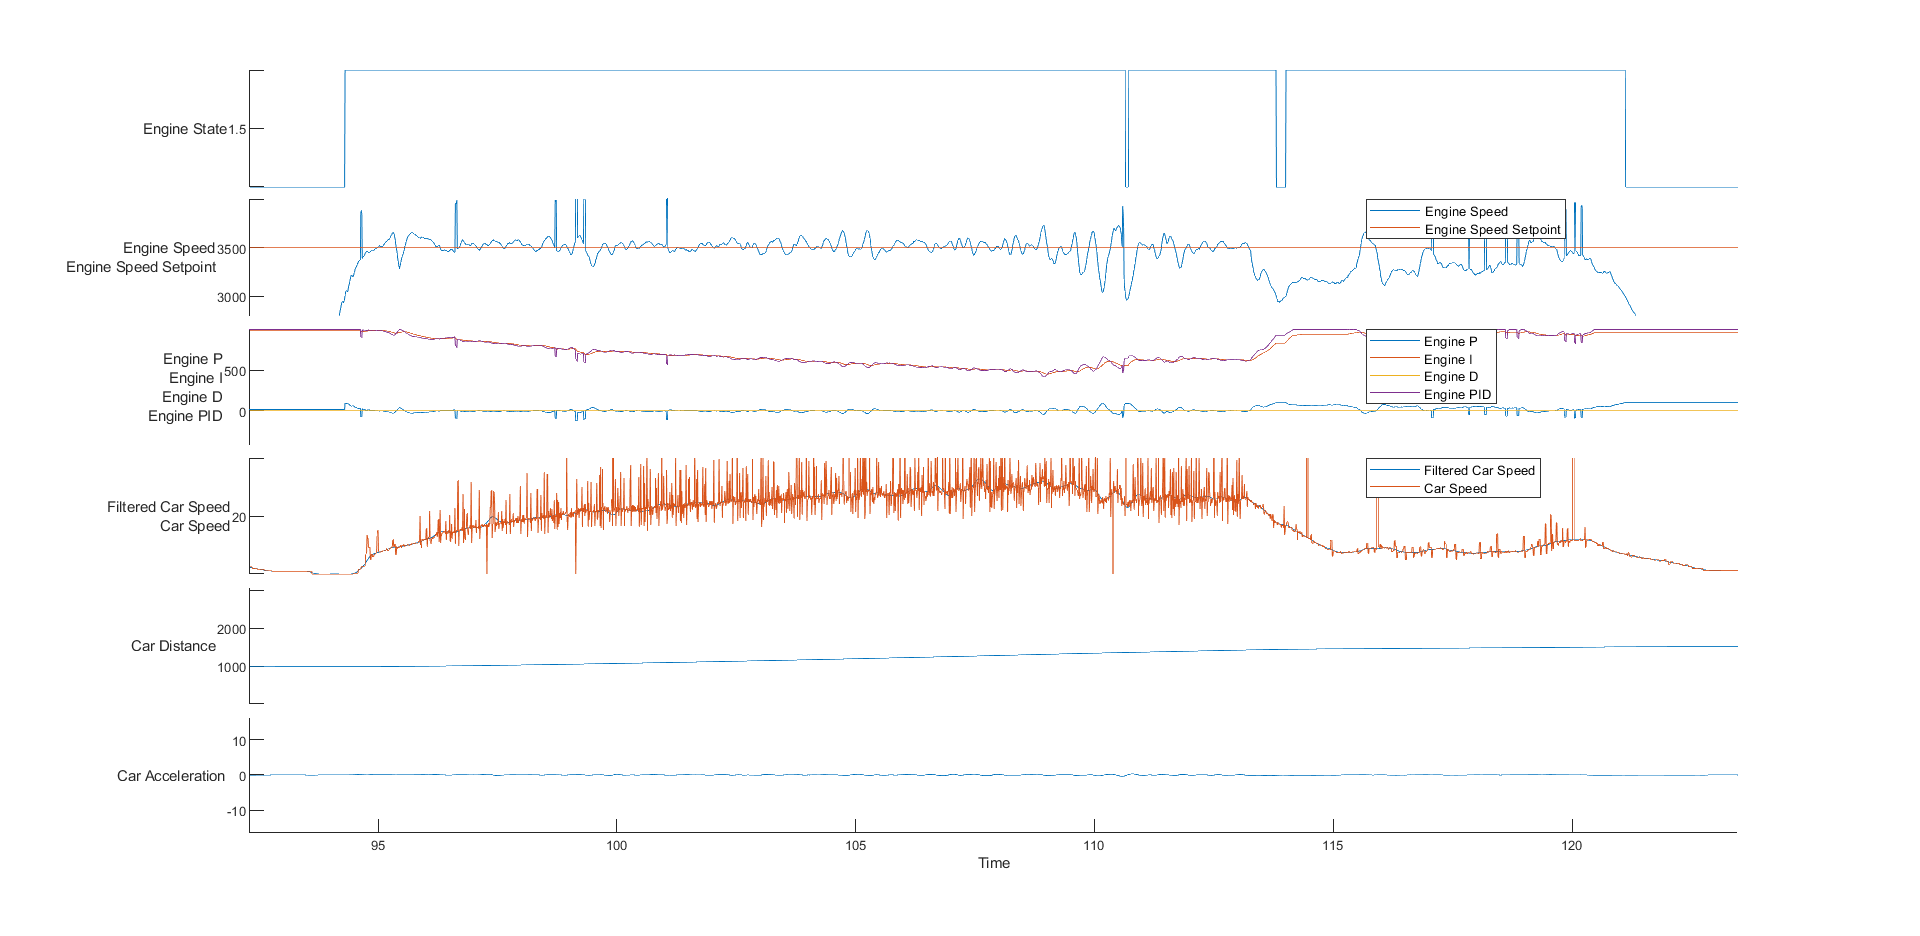 Engine State 1.5
Engine Speed
Engine Speed Setpoint
3500
3000
Engine Speed
Engine Speed Setpoint
Engine P
Engine I
Engine D
Engine PID
500
0
Engine P
Engine I
Engine D
Engine PID
Filtered Car Speed
Car Speed
20
Filtered Car Speed
Car Speed
Car Distance
2000
1000
Car Acceleration
10
0
-10
95 100 105 110 115 120
Time